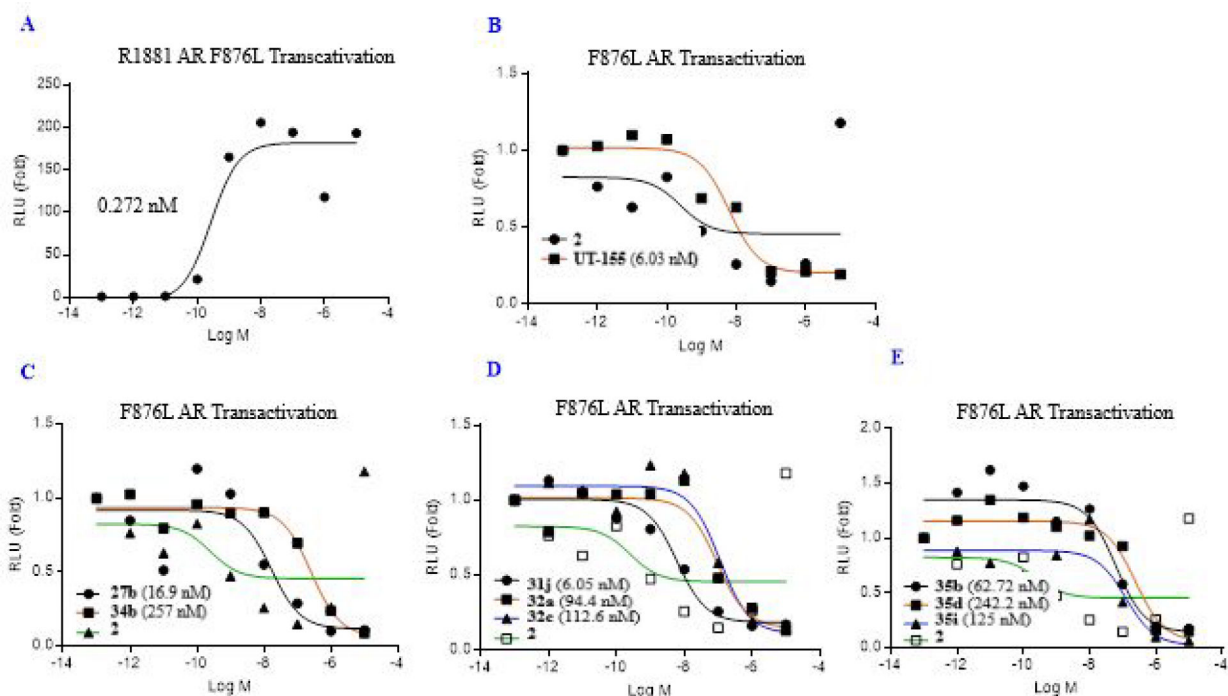 A
R1881 AR F876L Transcativation
250
200
150
100
50
0
RLU (Fold)
0.272 nM
-14 -12 -10 -8 -6 -4
Log M
B
F876L AR Transactivation
1.5
1.0
0.5
0.0
RLU (Fold)
2
UT-155 (6.03 nM)
-14 -12 -10 -8 -6 -4
Log M
C
F876L AR Transactivation
1.5
1.0
0.5
0.0
RLU (Fold)
27b (16.9 nM)
34b (257 nM)
2
-14 -12 -10 -8 -6 -4
Log M
D
F876L AR Transactivation
1.5
1.0
0.5
0.0
RLU (Fold)
31j (6.05 nM)
32a (94.4 nM)
32c (112.6 nM)
2
-14 -12 -10 -8 -6 -4
Log M
E
F876L AR Transactivation
2.0
1.5
1.0
0.5
0.0
RLU (Fold)
35b (62.72 nM)
35d (242.2 nM)
35i (125 nM)
2
-14 -12 -10 -8 -6 -4
Log M